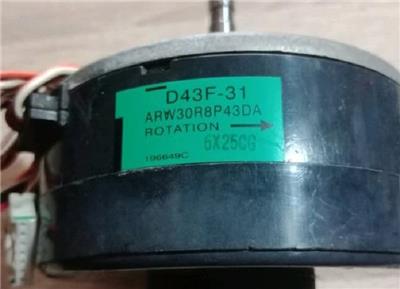 D43F-31
ARW30R8P43DA
ROTATION
6X25CG
196649C